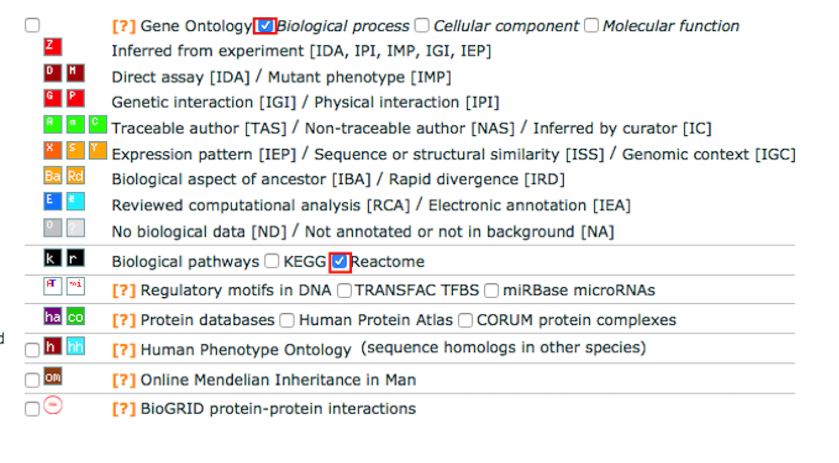 [?] Gene Ontology Biological process Cellular component Molecular function
Z Inferred from experiment [IDA, IPI, IMP, IGI, IEP]
D M Direct assay [IDA] / Mutant phenotype [IMP]
G P Genetic interaction [IGI] / Physical interaction [IPI]
A a C Traceable author [TAS] / Non-traceable author [NAS] / Inferred by curator [IC]
X S Y Expression pattern [IEP] / Sequence or structural similarity [ISS] / Genomic context [IGC]
Ba Rd Biological aspect of ancestor [IBA] / Rapid divergence [IRD]
E e Reviewed computational analysis [RCA] / Electronic annotation [IEA]
0 ? No biological data [ND] / Not annotated or not in background [NA]
k r Biological pathways KEGG Reactome
[?] Regulatory motifs in DNA TRANSFAC TFBS miRBase microRNAs
ha co [?] Protein databases Human Protein Atlas CORUM protein complexes
h hh [?] Human Phenotype Ontology (sequence homologs in other species)
om [?] Online Mendelian Inheritance in Man
[?] BioGRID protein-protein interactions